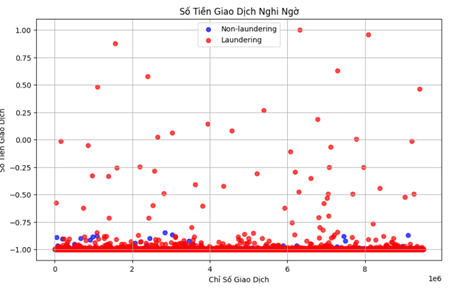 Số Tiền Giao Dịch Nghi Ngờ
Non-laundering
Laundering
Số Tiền Giao Dịch
1.00
0.75
0.50
0.25
0.00
−0.25
−0.50
−0.75
−1.00
0
2
4
6
8
1e6
Chỉ Số Giao Dịch